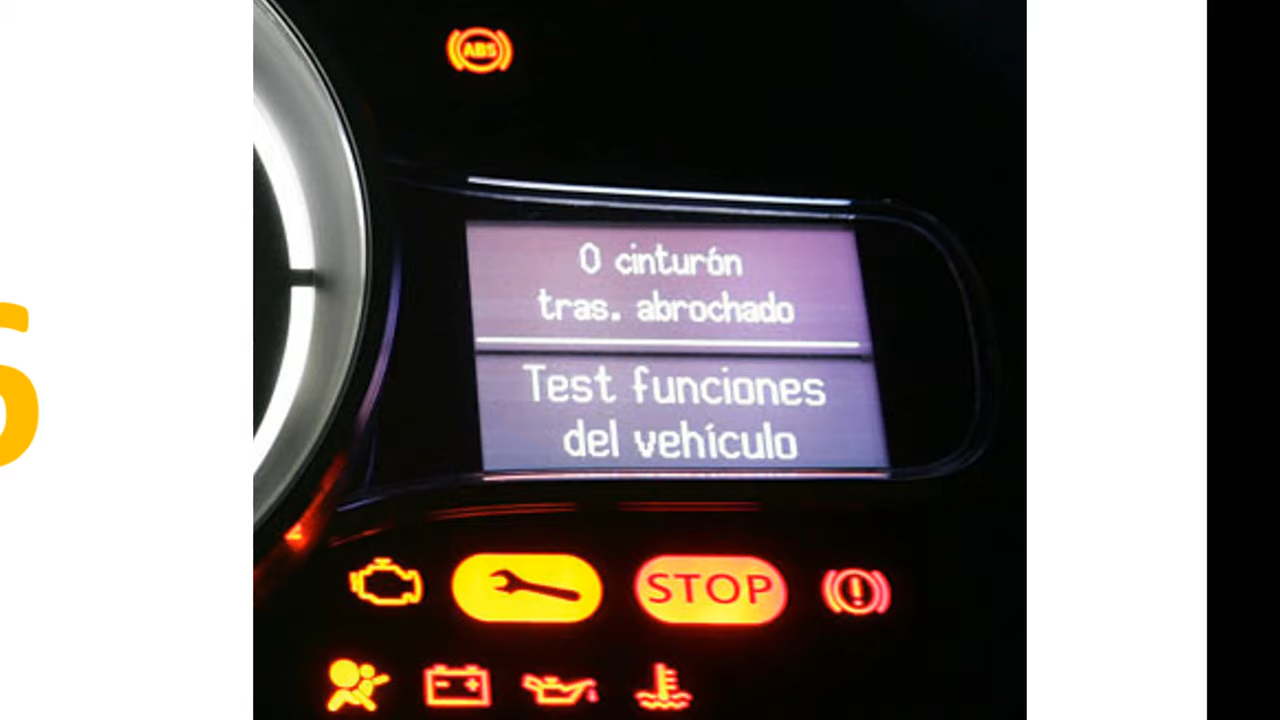 ABS
0 cinturón
tras. abrochado
Test funciones
del vehículo
STOP